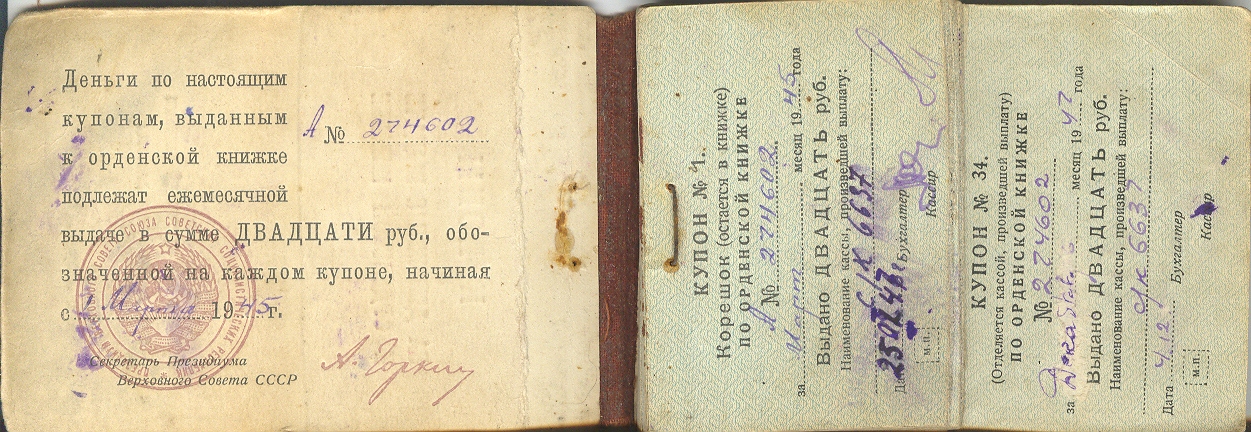 Деньги по настоящим
купонам, выданным
к орденской книжке
подлежат ежемесячной
выдаче в сумме ДВАДЦАТИ руб., обо-
значенной на каждом купоне, начиная
с 1 Марта 1945 г.
А № 274602
Секретарь Президиума
Верховного Совета СССР
А. Горкин
КУПОН № 1.
Корешок (остается в книжке)
ПО ОРДЕНСКОЙ КНИЖКЕ
А № 274602
за Март месяц 1945 года
Выдано ДВАДЦАТЬ руб.
Наименование кассы, произведшей выплату:
с/к 6637
Дата
Бухгалтер
Кассир
м.п.
КУПОН № 34.
(Отделяется кассой, произведшей выплату)
ПО ОРДЕНСКОЙ КНИЖКЕ
№ 274602
за Декабрь месяц 1947 года
Выдано ДВАДЦАТЬ руб.
Наименование кассы, произведшей выплату:
с/к 6637
Дата 4.12
Бухгалтер
Кассир
м.п.